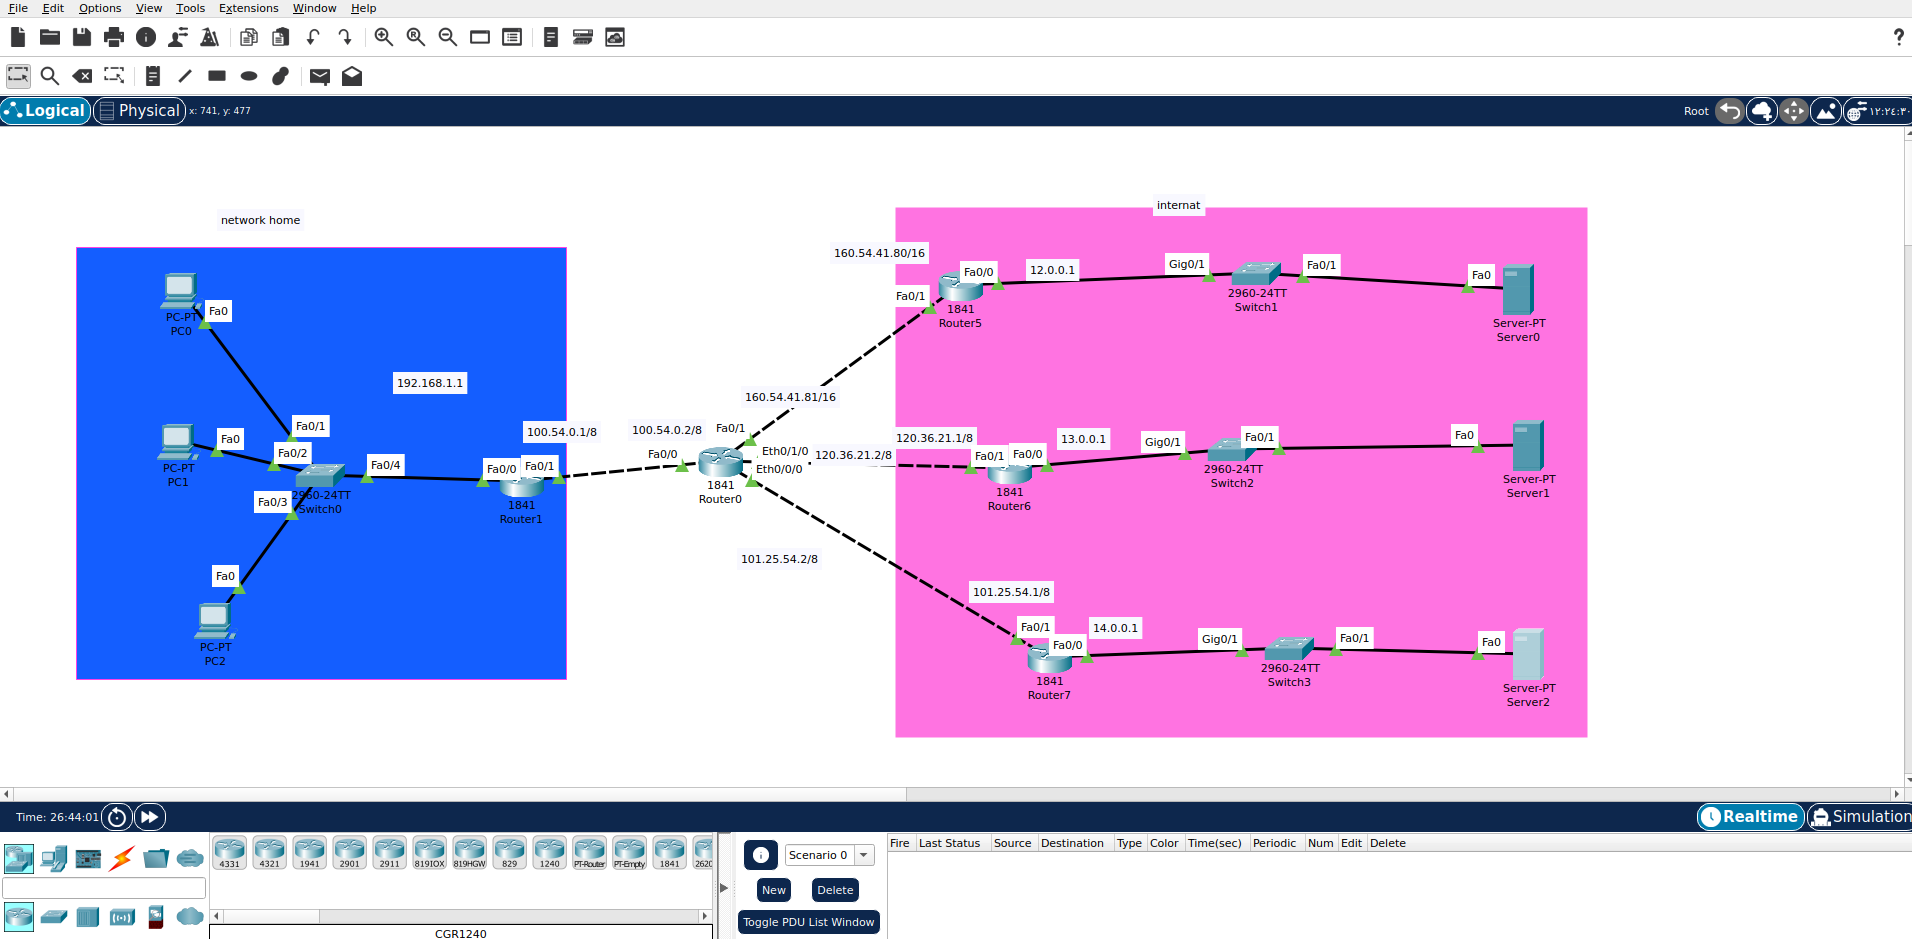 File Edit Options View Tools Extensions Window Help
?
Logical Physical x: 741, y: 477
Root ١٢:٢٤:٣٠
network home
internat
160.54.41.80/16
Fa0/0
12.0.0.1
Gig0/1
Fa0/1
Fa0
2960-24TT
Switch1
Fa0/1
1841
Router5
Server-PT
Server0
Fa0
PC-PT
PC0
192.168.1.1
160.54.41.81/16
Fa0/1
Fa0/2
Fa0
PC-PT
PC1
Fa0/4
Fa0/3
2960-24TT
Switch0
100.54.0.1/8
Fa0/0
Fa0/1
1841
Router1
100.54.0.2/8
Fa0/1
Fa0/0
Eth0/1/0
Eth0/0/0
1841
Router0
120.36.21.1/8
120.36.21.2/8
Fa0/1
Fa0/0
13.0.0.1
1841
Router6
Gig0/1
Fa0/1
2960-24TT
Switch2
Fa0
Server-PT
Server1
Fa0
PC-PT
PC2
101.25.54.2/8
101.25.54.1/8
Fa0/1
Fa0/0
14.0.0.1
1841
Router7
Gig0/1
Fa0/1
2960-24TT
Switch3
Fa0
Server-PT
Server2
Time: 26:44:01
Realtime Simulation
4331 4321 1941 2901 2911 819IOX 819HGW 829 1240 PT-Router PT-Empty 1841 2620
CGR1240
Scenario 0
New Delete
Toggle PDU List Window
Fire Last Status Source Destination Type Color Time(sec) Periodic Num Edit Delete